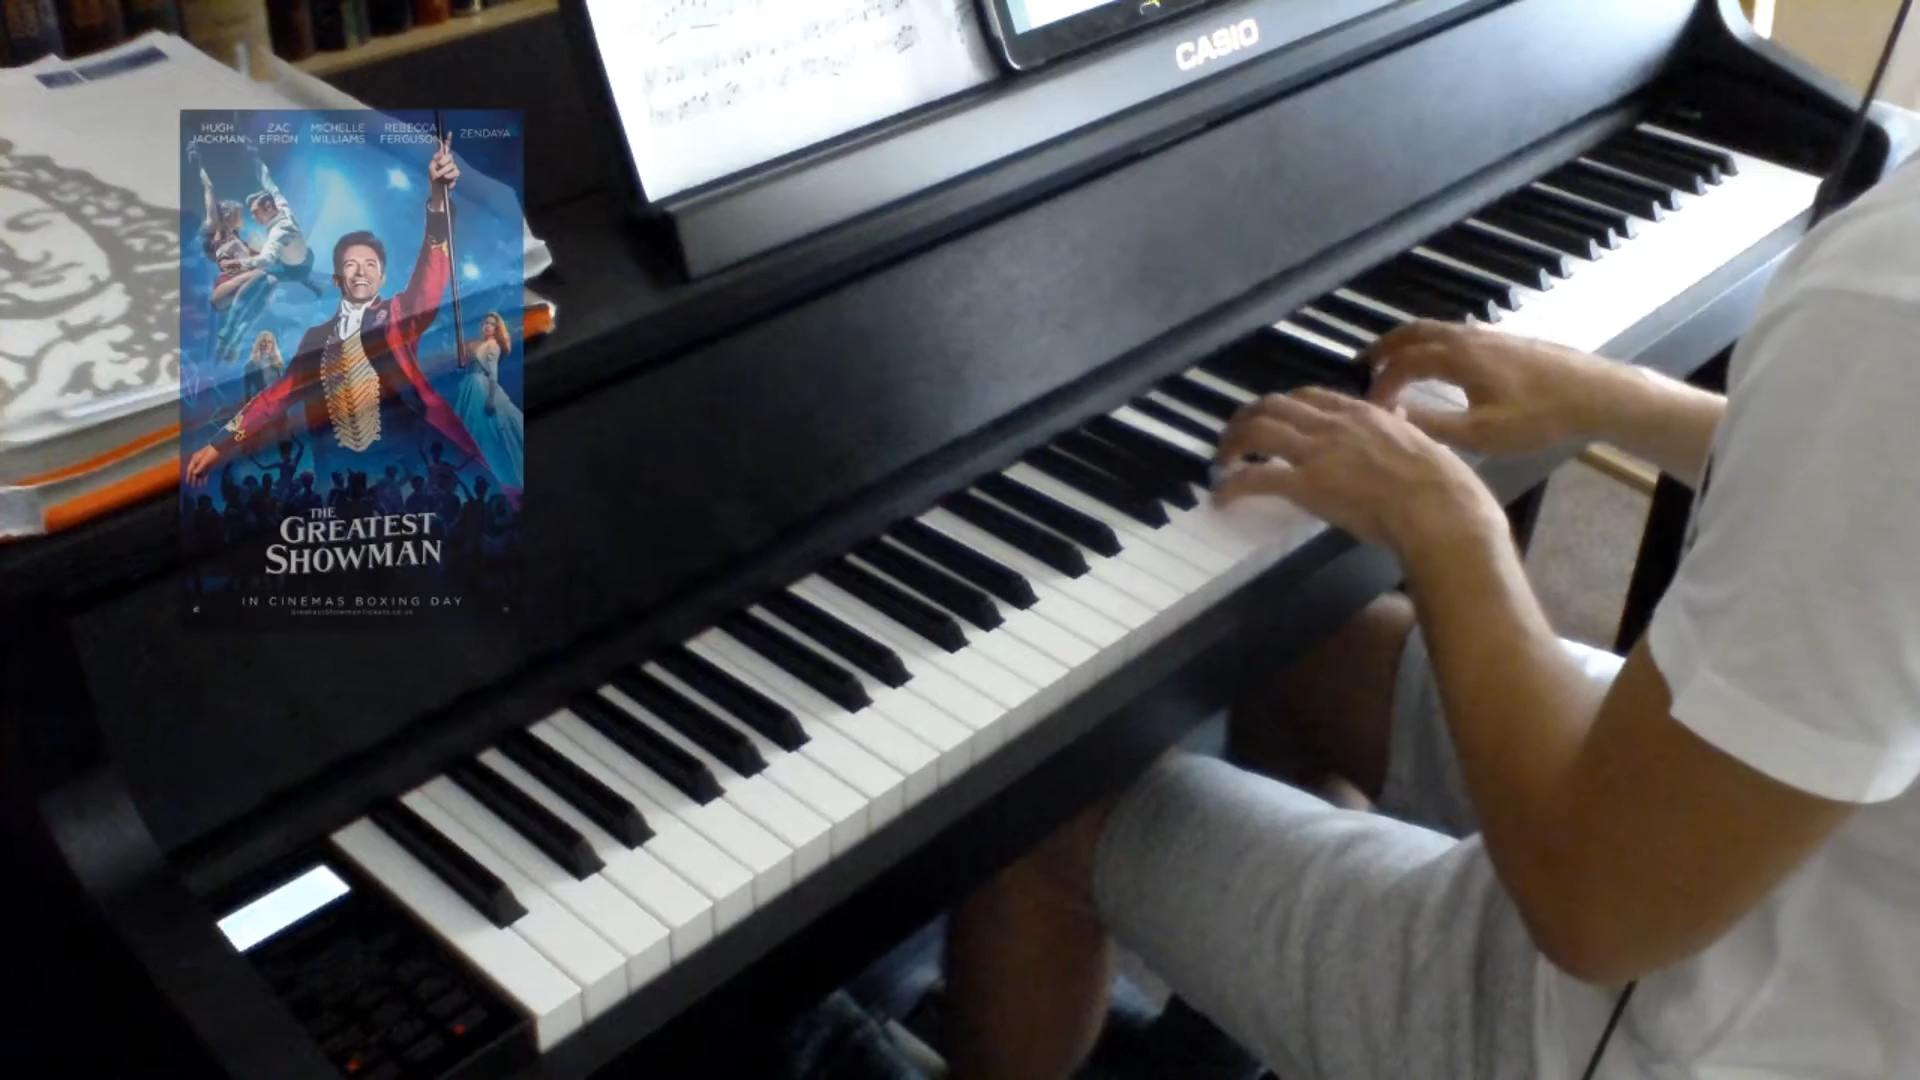 CASIO
HUGH JACKMAN
ZAC EFRON
MICHELLE WILLIAMS
REBECCA FERGUSON
ZENDAYA
THE
GREATEST
SHOWMAN
IN CINEMAS BOXING DAY